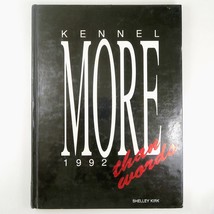 KENNEL
MORE
1992
than
words
SHELLEY KIRK